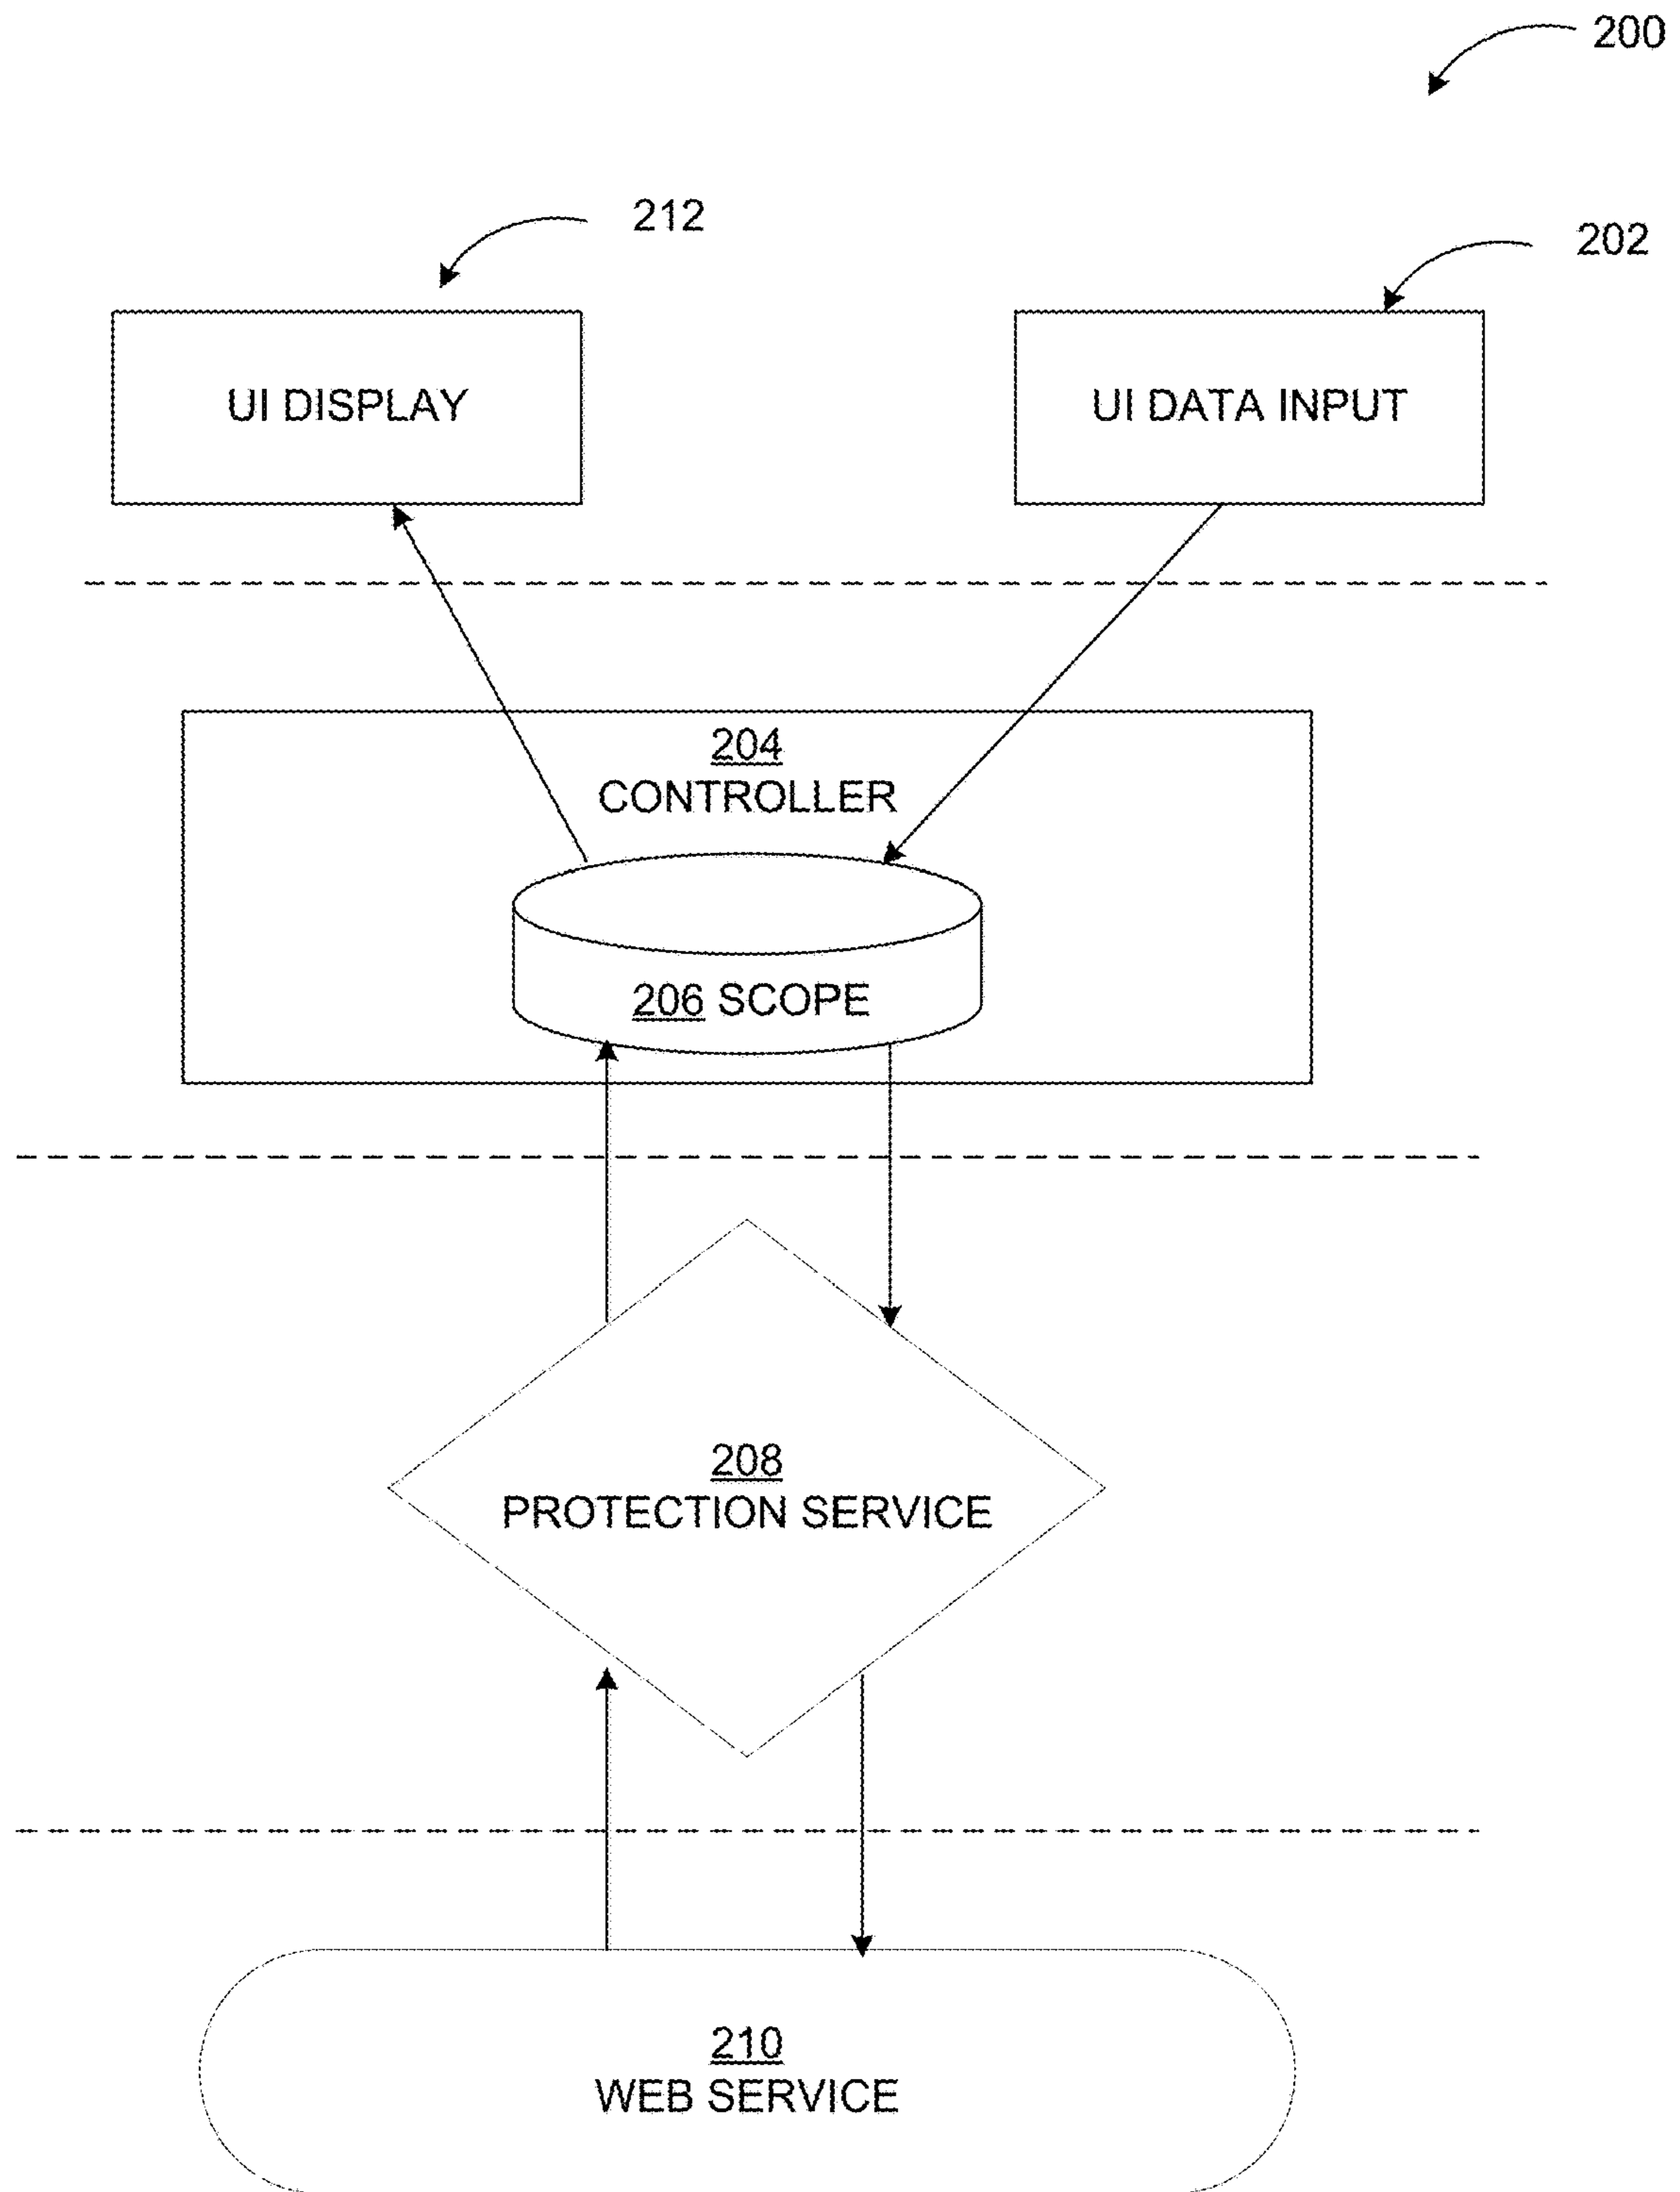 200
212
202
UI DISPLAY
UI DATA INPUT
204
CONTROLLER
206 SCOPE
208
PROTECTION SERVICE
210
WEB SERVICE